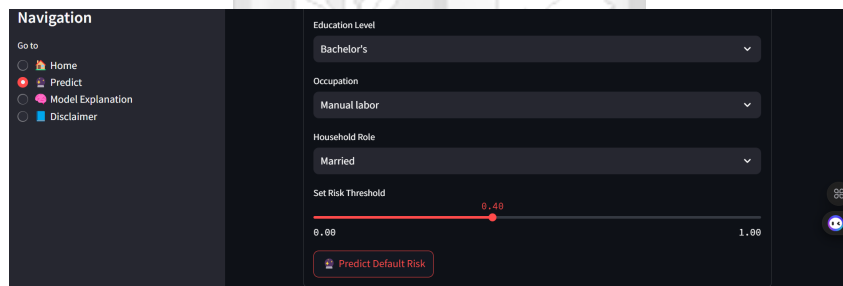 Navigation
Go to
Home
Predict
Model Explanation
Disclaimer
Education Level
Bachelor's
Occupation
Manual labor
Household Role
Married
Set Risk Threshold
0.40
0.00 1.00
Predict Default Risk